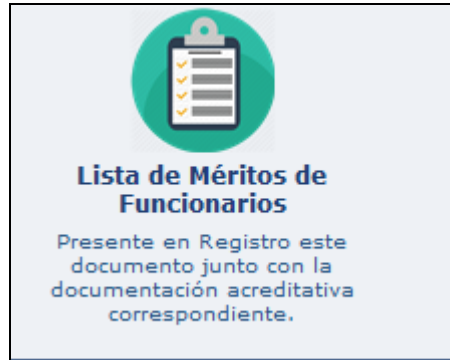 Lista de Méritos de
Funcionarios
Presente en Registro este
documento junto con la
documentación acreditativa
correspondiente.